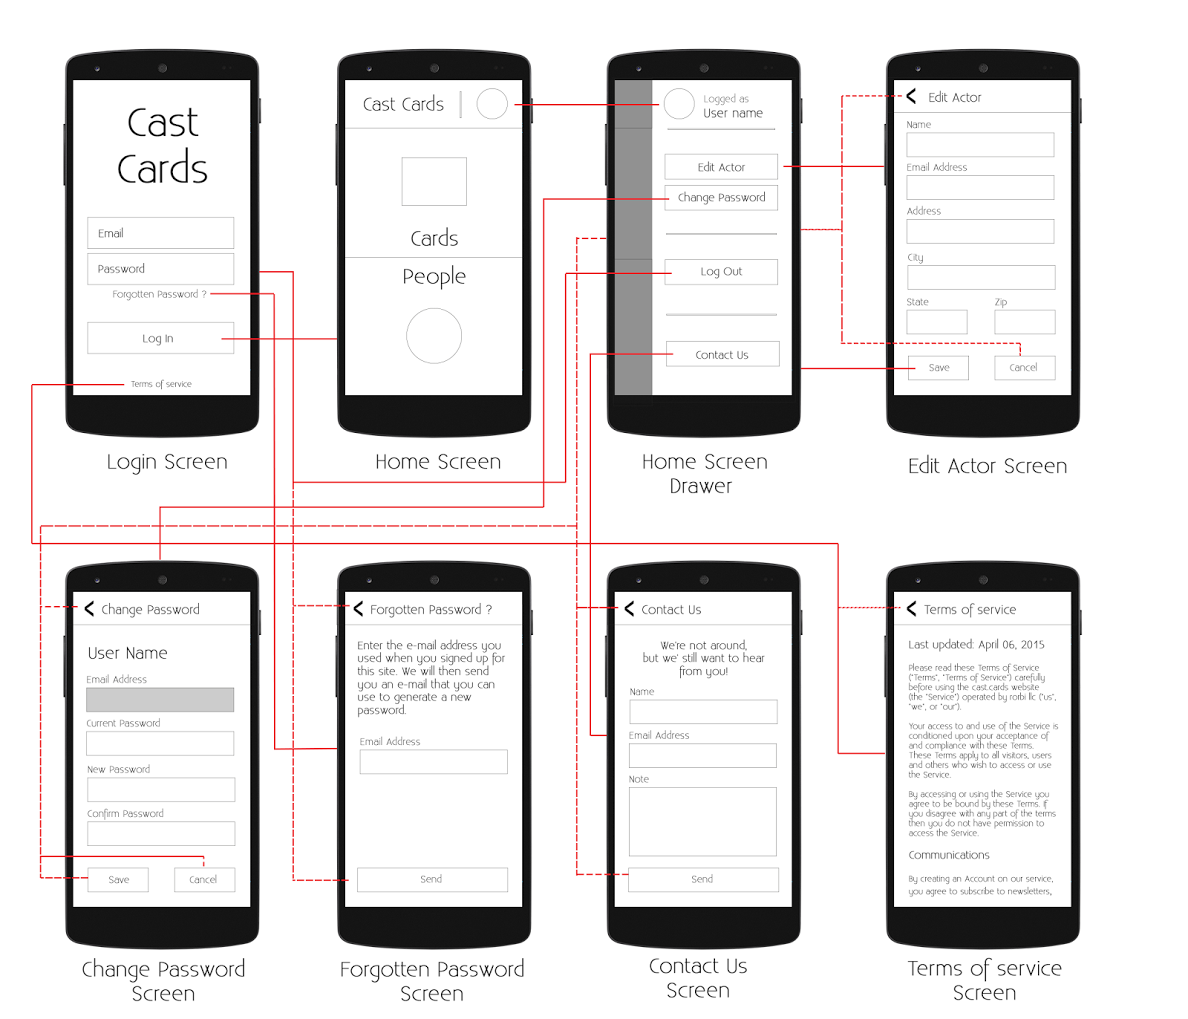 Cast
Cards
Email
Password
Forgotten Password ?
Log In
Terms of service
Login Screen
Cast Cards
Cards
People
Home Screen
Logged as
User name
Edit Actor
Change Password
Log Out
Contact Us
Home Screen
Drawer
Edit Actor
Name
Email Address
Address
City
State
Zip
Save
Cancel
Edit Actor Screen
Change Password
User Name
Email Address
Current Password
New Password
Confirm Password
Save
Cancel
Change Password
Screen
Forgotten Password ?
Enter the e-mail address you
used when you signed up for
this site. We will then send
you an e-mail that you can
use to generate a new
password.
Email Address
Send
Forgotten Password
Screen
Contact Us
We're not around,
but we' still want to hear
from you!
Name
Email Address
Note
Send
Contact Us
Screen
Terms of service
Last updated: April 06, 2015
Please read these Terms of Service
("Terms", "Terms of Service") carefully
before using the cast.cards website
(the "Service") operated by rorbi llc ("us",
"we", or "our").
Your access to and use of the Service is
conditioned upon your acceptance of
and compliance with these Terms.
These Terms apply to all visitors, users
and others who wish to access or use
the Service.
By accessing or using the Service you
agree to be bound by these Terms. If
you disagree with any part of the terms
then you do not have permission to
access the Service.
Communications
By creating an Account on our service,
you agree to subscribe to newsletters,
Terms of service
Screen